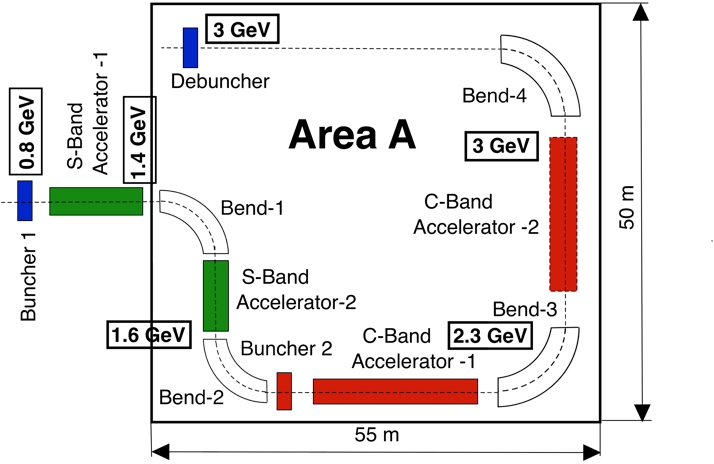 3 GeV
Debuncher
Bend-4
Area A
0.8 GeV
S-Band
Accelerator -1
1.4 GeV
3 GeV
C-Band
Accelerator -2
50 m
Buncher 1
Bend-1
S-Band
Accelerator-2
Bend-3
1.6 GeV
Buncher 2
C-Band
Accelerator -1
2.3 GeV
Bend-2
55 m